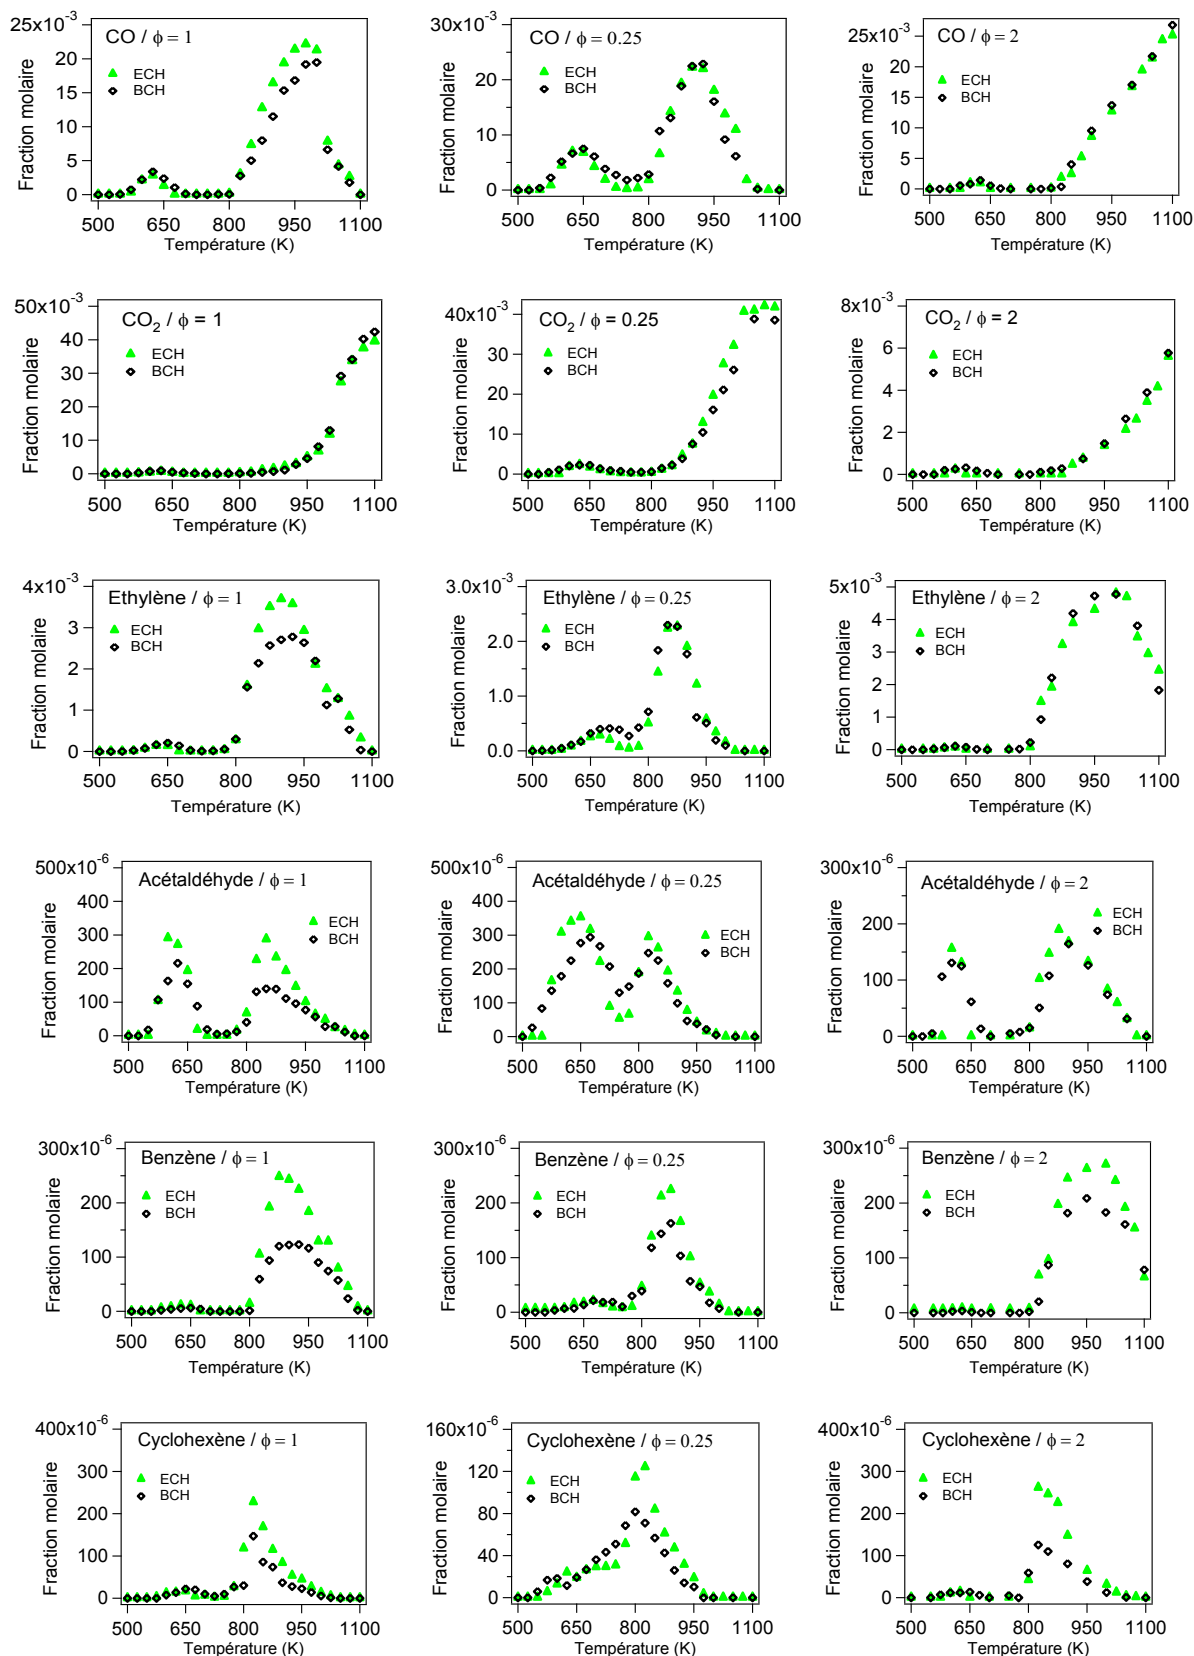 CO / ϕ = 1
ECH
BCH
Fraction molaire
25x10⁻³
20
15
10
5
0
500 650 800 950 1100
Température (K)
CO / ϕ = 0.25
ECH
BCH
Fraction molaire
30x10⁻³
20
10
0
500 650 800 950 1100
Température (K)
CO / ϕ = 2
ECH
BCH
Fraction molaire
25x10⁻³
20
15
10
5
0
500 650 800 950 1100
Température (K)
CO₂ / ϕ = 1
ECH
BCH
Fraction molaire
50x10⁻³
40
30
20
10
0
500 650 800 950 1100
Température (K)
CO₂ / ϕ = 0.25
ECH
BCH
Fraction molaire
40x10⁻³
30
20
10
0
500 650 800 950 1100
Température (K)
CO₂ / ϕ = 2
ECH
BCH
Fraction molaire
8x10⁻³
6
4
2
0
500 650 800 950 1100
Température (K)
Ethylène / ϕ = 1
ECH
BCH
Fraction molaire
4x10⁻³
3
2
1
0
500 650 800 950 1100
Température (K)
Ethylène / ϕ = 0.25
ECH
BCH
Fraction molaire
3.0x10⁻³
2.0
1.0
0.0
500 650 800 950 1100
Température (K)
Ethylène / ϕ = 2
ECH
BCH
Fraction molaire
5x10⁻³
4
3
2
1
0
500 650 800 950 1100
Température (K)
Acétaldéhyde / ϕ = 1
ECH
BCH
Fraction molaire
500x10⁻⁶
400
300
200
100
0
500 650 800 950 1100
Température (K)
Acétaldéhyde / ϕ = 0.25
ECH
BCH
Fraction molaire
500x10⁻⁶
400
300
200
100
0
500 650 800 950 1100
Température (K)
Acétaldéhyde / ϕ = 2
ECH
BCH
Fraction molaire
300x10⁻⁶
200
100
0
500 650 800 950 1100
Température (K)
Benzène / ϕ = 1
ECH
BCH
Fraction molaire
300x10⁻⁶
200
100
0
500 650 800 950 1100
Température (K)
Benzène / ϕ = 0.25
ECH
BCH
Fraction molaire
300x10⁻⁶
200
100
0
500 650 800 950 1100
Température (K)
Benzène / ϕ = 2
ECH
BCH
Fraction molaire
300x10⁻⁶
200
100
0
500 650 800 950 1100
Température (K)
Cyclohexène / ϕ = 1
ECH
BCH
Fraction molaire
400x10⁻⁶
300
200
100
0
500 650 800 950 1100
Température (K)
Cyclohexène / ϕ = 0.25
ECH
BCH
Fraction molaire
160x10⁻⁶
120
80
40
0
500 650 800 950 1100
Température (K)
Cyclohexène / ϕ = 2
ECH
BCH
Fraction molaire
400x10⁻⁶
300
200
100
0
500 650 800 950 1100
Température (K)